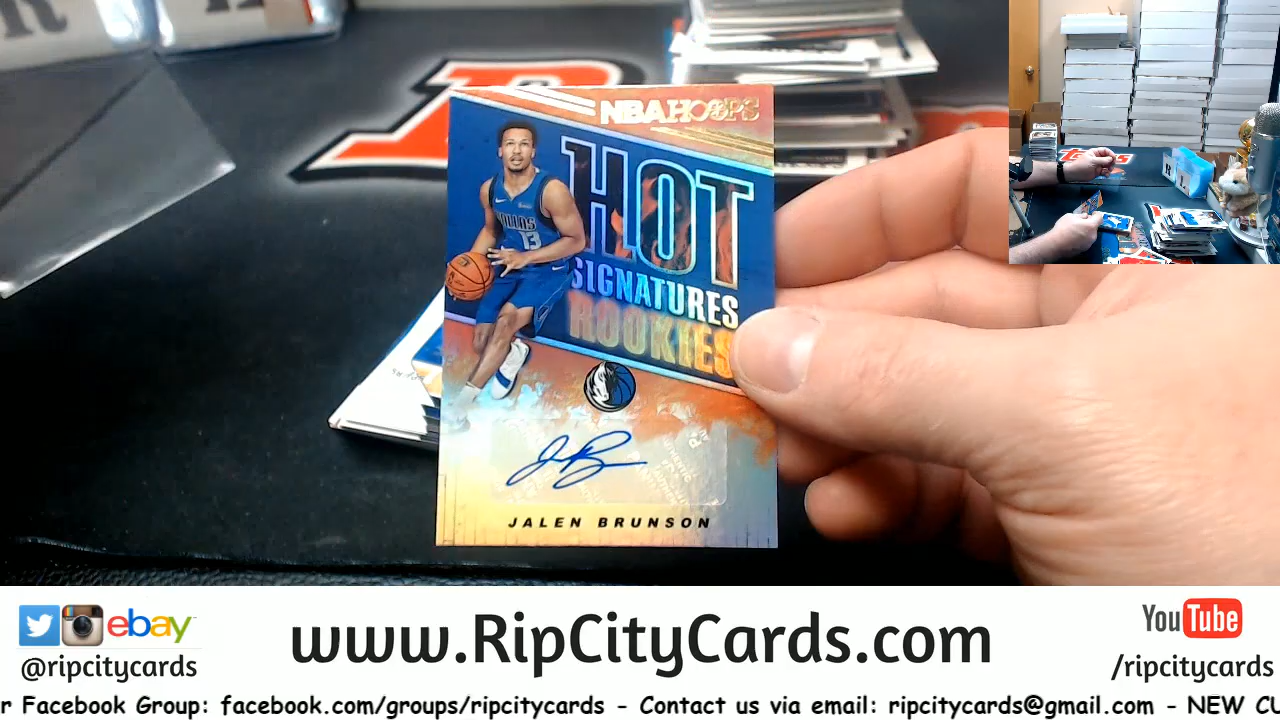 NBA HOOPS
HOT
SIGNATURES
ROOKIES
13
JALEN BRUNSON
ebay
@ripcitycards
www.RipCityCards.com
YouTube
/ripcitycards
r Facebook Group: facebook.com/groups/ripcitycards - Contact us via email: ripcitycards@gmail.com - NEW CU